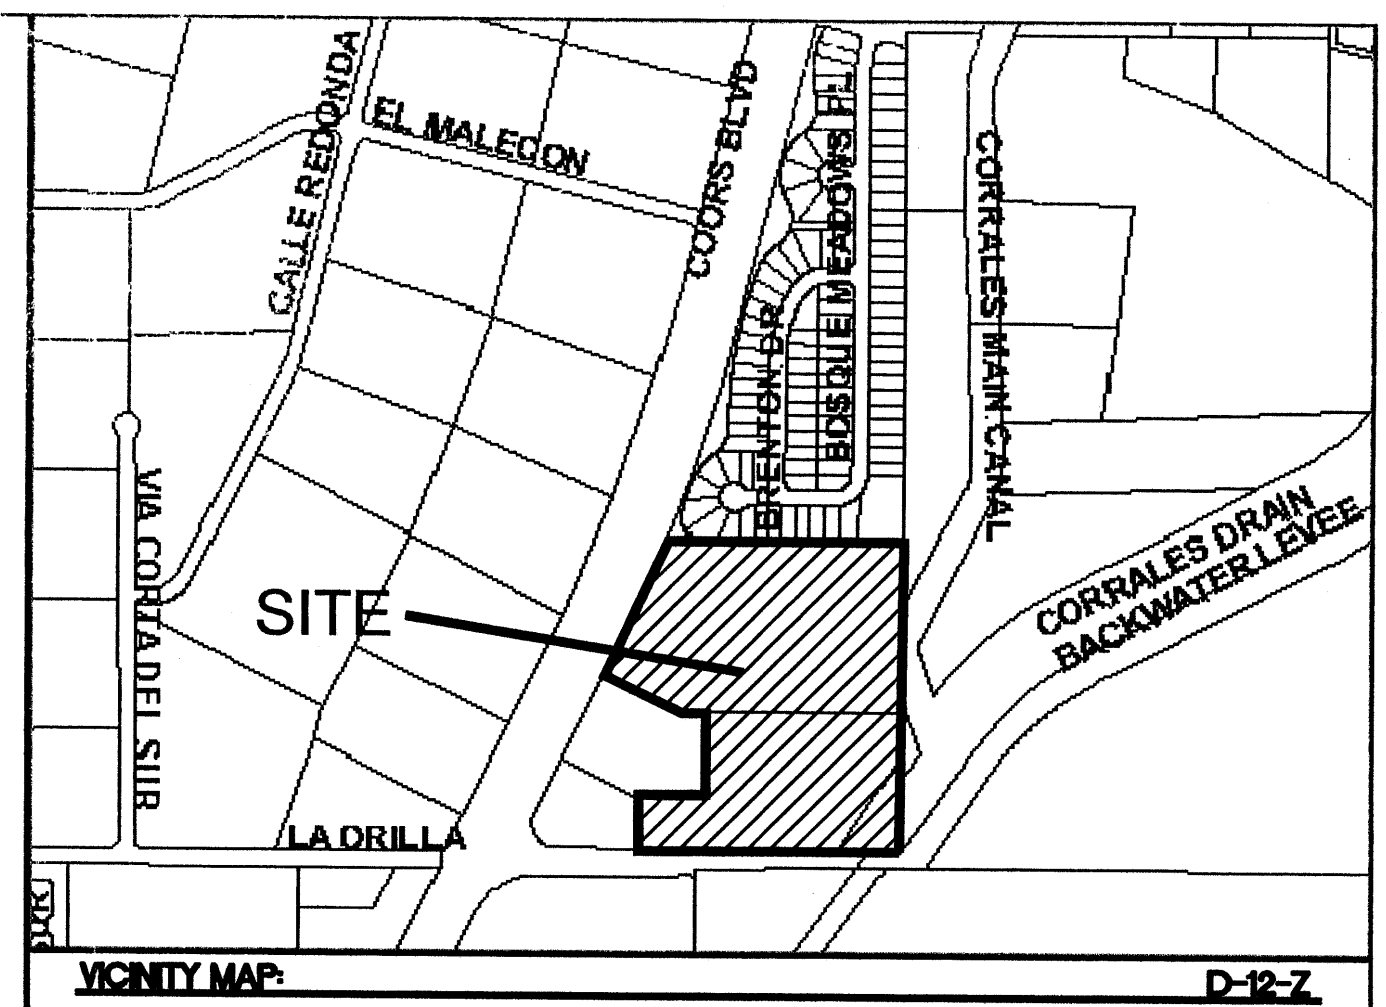 CALLE REDONDA
EL MALECON
COORS BLVD
BOSQUE MEADOWS PL
BRENTON DR
CORRALES MAIN CANAL
CORRALES DRAIN
BACKWATER LEVEE
VIA CORTA DEL SUR
SITE
LA ORILLA
SUR
VICINITY MAP:
D-12-Z